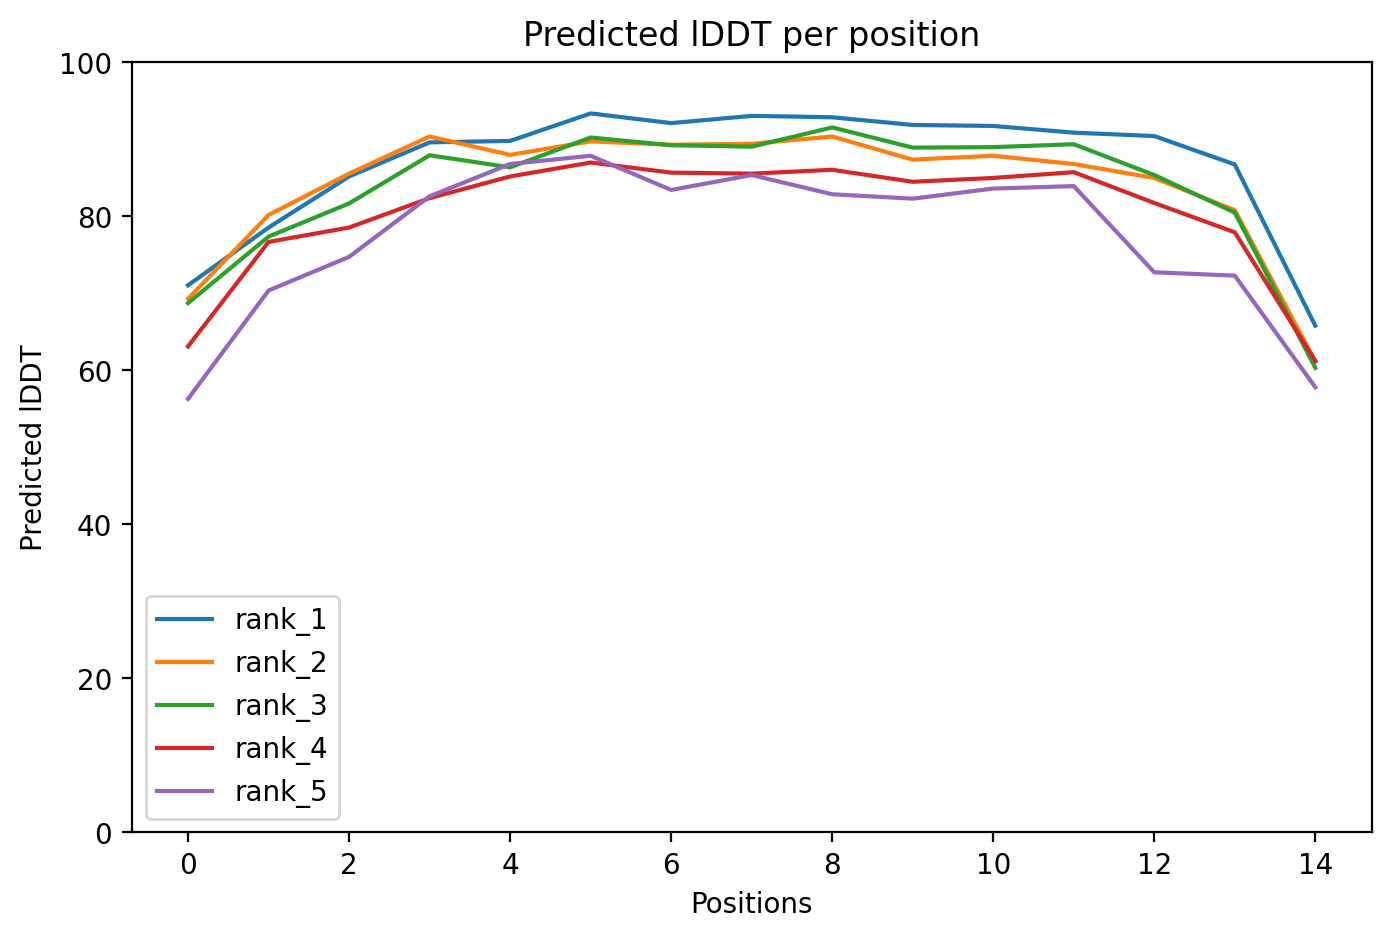 Predicted lDDT per position
Predicted lDDT
100
80
60
40
20
0
rank_1
rank_2
rank_3
rank_4
rank_5
0 2 4 6 8 10 12 14
Positions